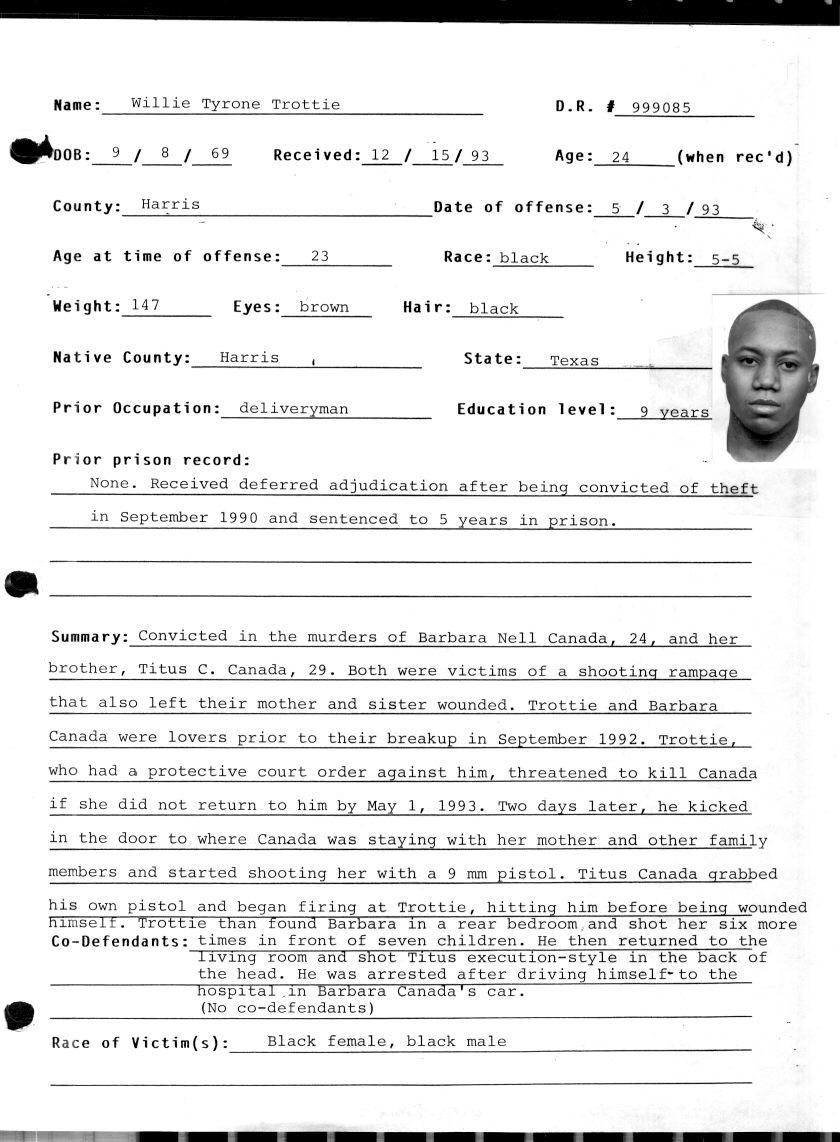 Name: Willie Tyrone Trottie D.R. # 999085
DOB: 9 / 8 / 69 Received: 12 / 15/ 93 Age: 24 (when rec'd)
County: Harris Date of offense: 5 / 3 / 93
Age at time of offense: 23 Race: black Height: 5-5
Weight: 147 Eyes: brown Hair: black
Native County: Harris State: Texas
Prior Occupation: deliveryman Education level: 9 years
Prior prison record:
None. Received deferred adjudication after being convicted of theft
in September 1990 and sentenced to 5 years in prison.
Summary: Convicted in the murders of Barbara Nell Canada, 24, and her
brother, Titus C. Canada, 29. Both were victims of a shooting rampage
that also left their mother and sister wounded. Trottie and Barbara
Canada were lovers prior to their breakup in September 1992. Trottie,
who had a protective court order against him, threatened to kill Canada
if she did not return to him by May 1, 1993. Two days later, he kicked
in the door to where Canada was staying with her mother and other family
members and started shooting her with a 9 mm pistol. Titus Canada grabbed
his own pistol and began firing at Trottie, hitting him before being wounded
himself. Trottie than found Barbara in a rear bedroom and shot her six more
Co-Defendants: times in front of seven children. He then returned to the
living room and shot Titus execution-style in the back of
the head. He was arrested after driving himself to the
hospital in Barbara Canada's car.
(No co-defendants)
Race of Victim(s): Black female, black male